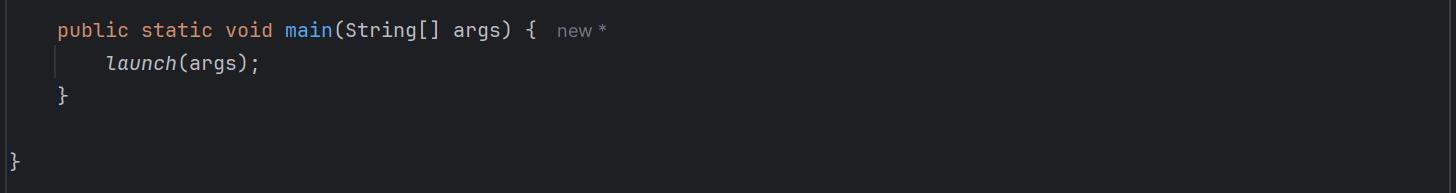 public static void main(String[] args) { new *
launch(args);
}
}